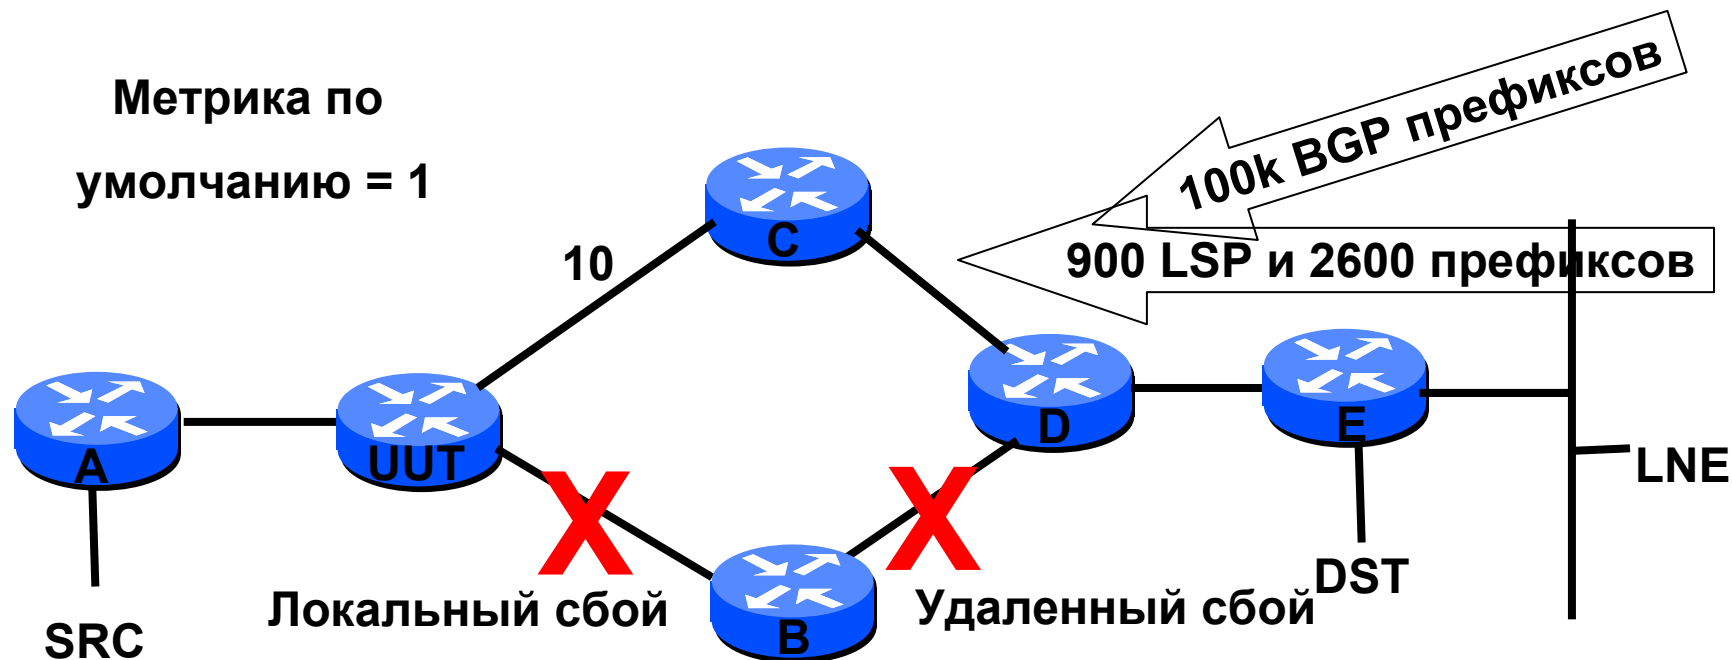 Метрика по
умолчанию = 1
100k BGP префиксов
C
10
900 LSP и 2600 префиксов
A
UUT
D
E
LNE
X
X
DST
Локальный сбой
Удаленный сбой
B
SRC